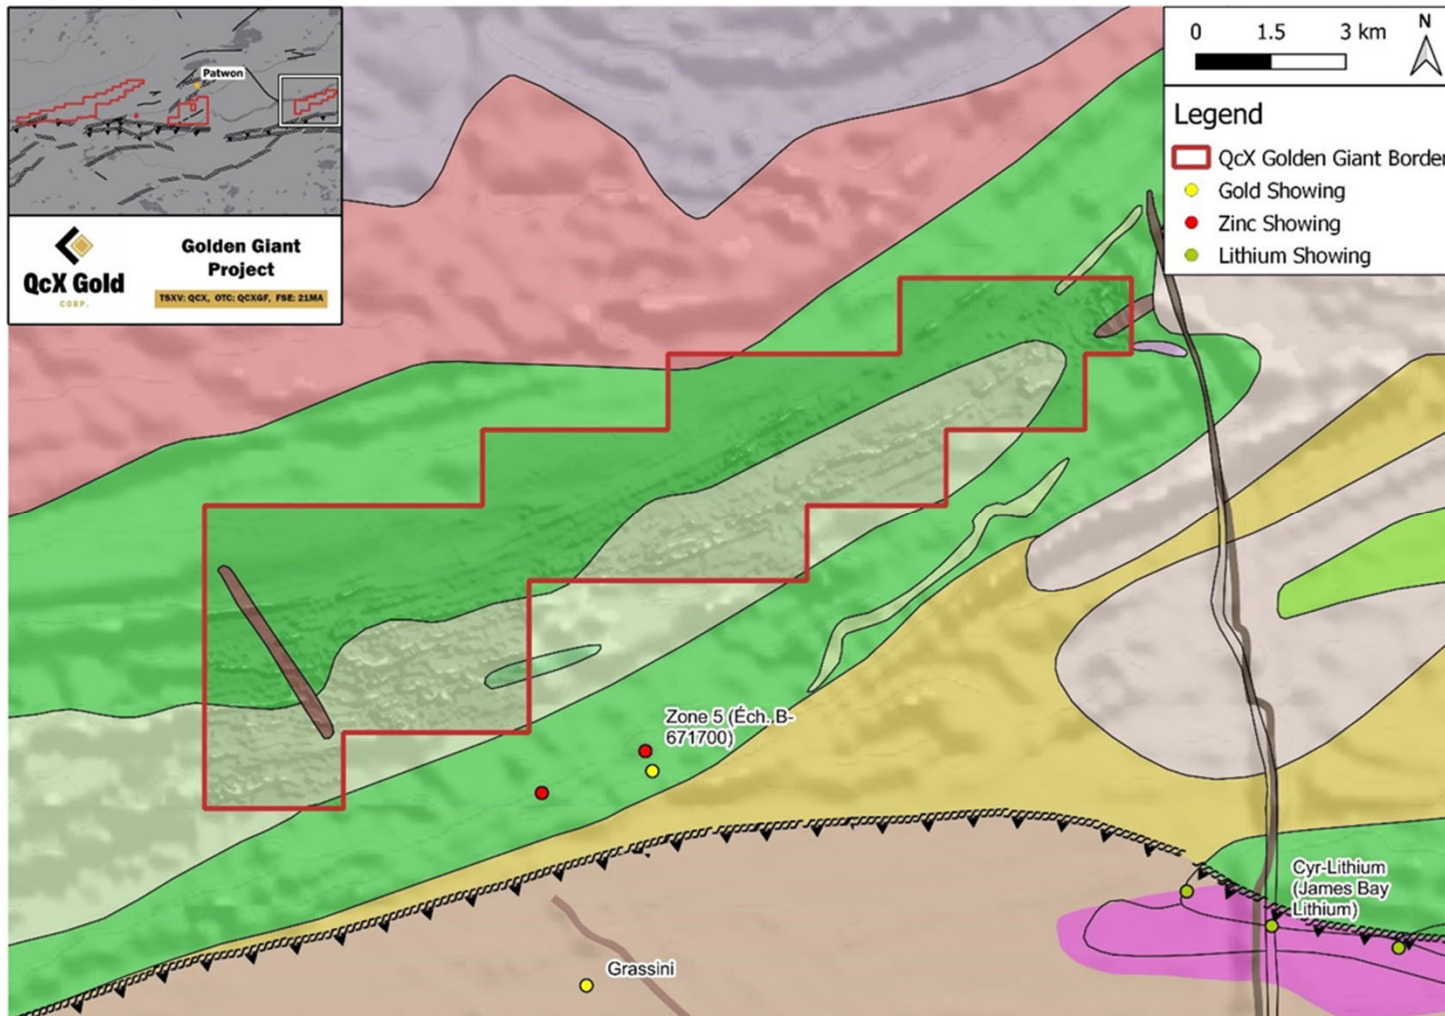 Patwon
QcX Gold
CORP.
Golden Giant
Project
TSXV: QCX, OTC: QCXGF, FSE: 21MA
0 1.5 3 km
N
Legend
QcX Golden Giant Border
Gold Showing
Zinc Showing
Lithium Showing
Zone 5 (Éch..B-
671700)
Cyr-Lithium
(James Bay
Lithium)
Grassini